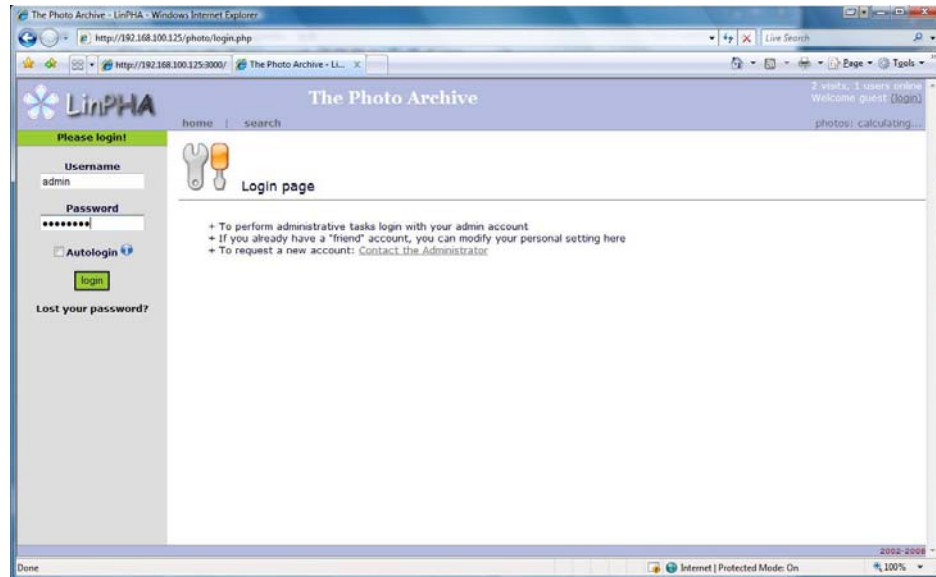 The Photo Archive - LinPHA - Windows Internet Explorer
http://192.168.100.125/photo/login.php
Live Search
http://192.168.100.125:3000/
The Photo Archive - Li...
Page
Tools
LinPHA
The Photo Archive
2 visits, 1 users online
Welcome guest (login)
home | search
photos: calculating...
Please login!
Username
admin
Password
••••••••
Autologin
login
Lost your password?
Login page
+ To perform administrative tasks login with your admin account
+ If you already have a "friend" account, you can modify your personal setting here
+ To request a new account: Contact the Administrator
2002-2008
Done
Internet | Protected Mode: On
100%